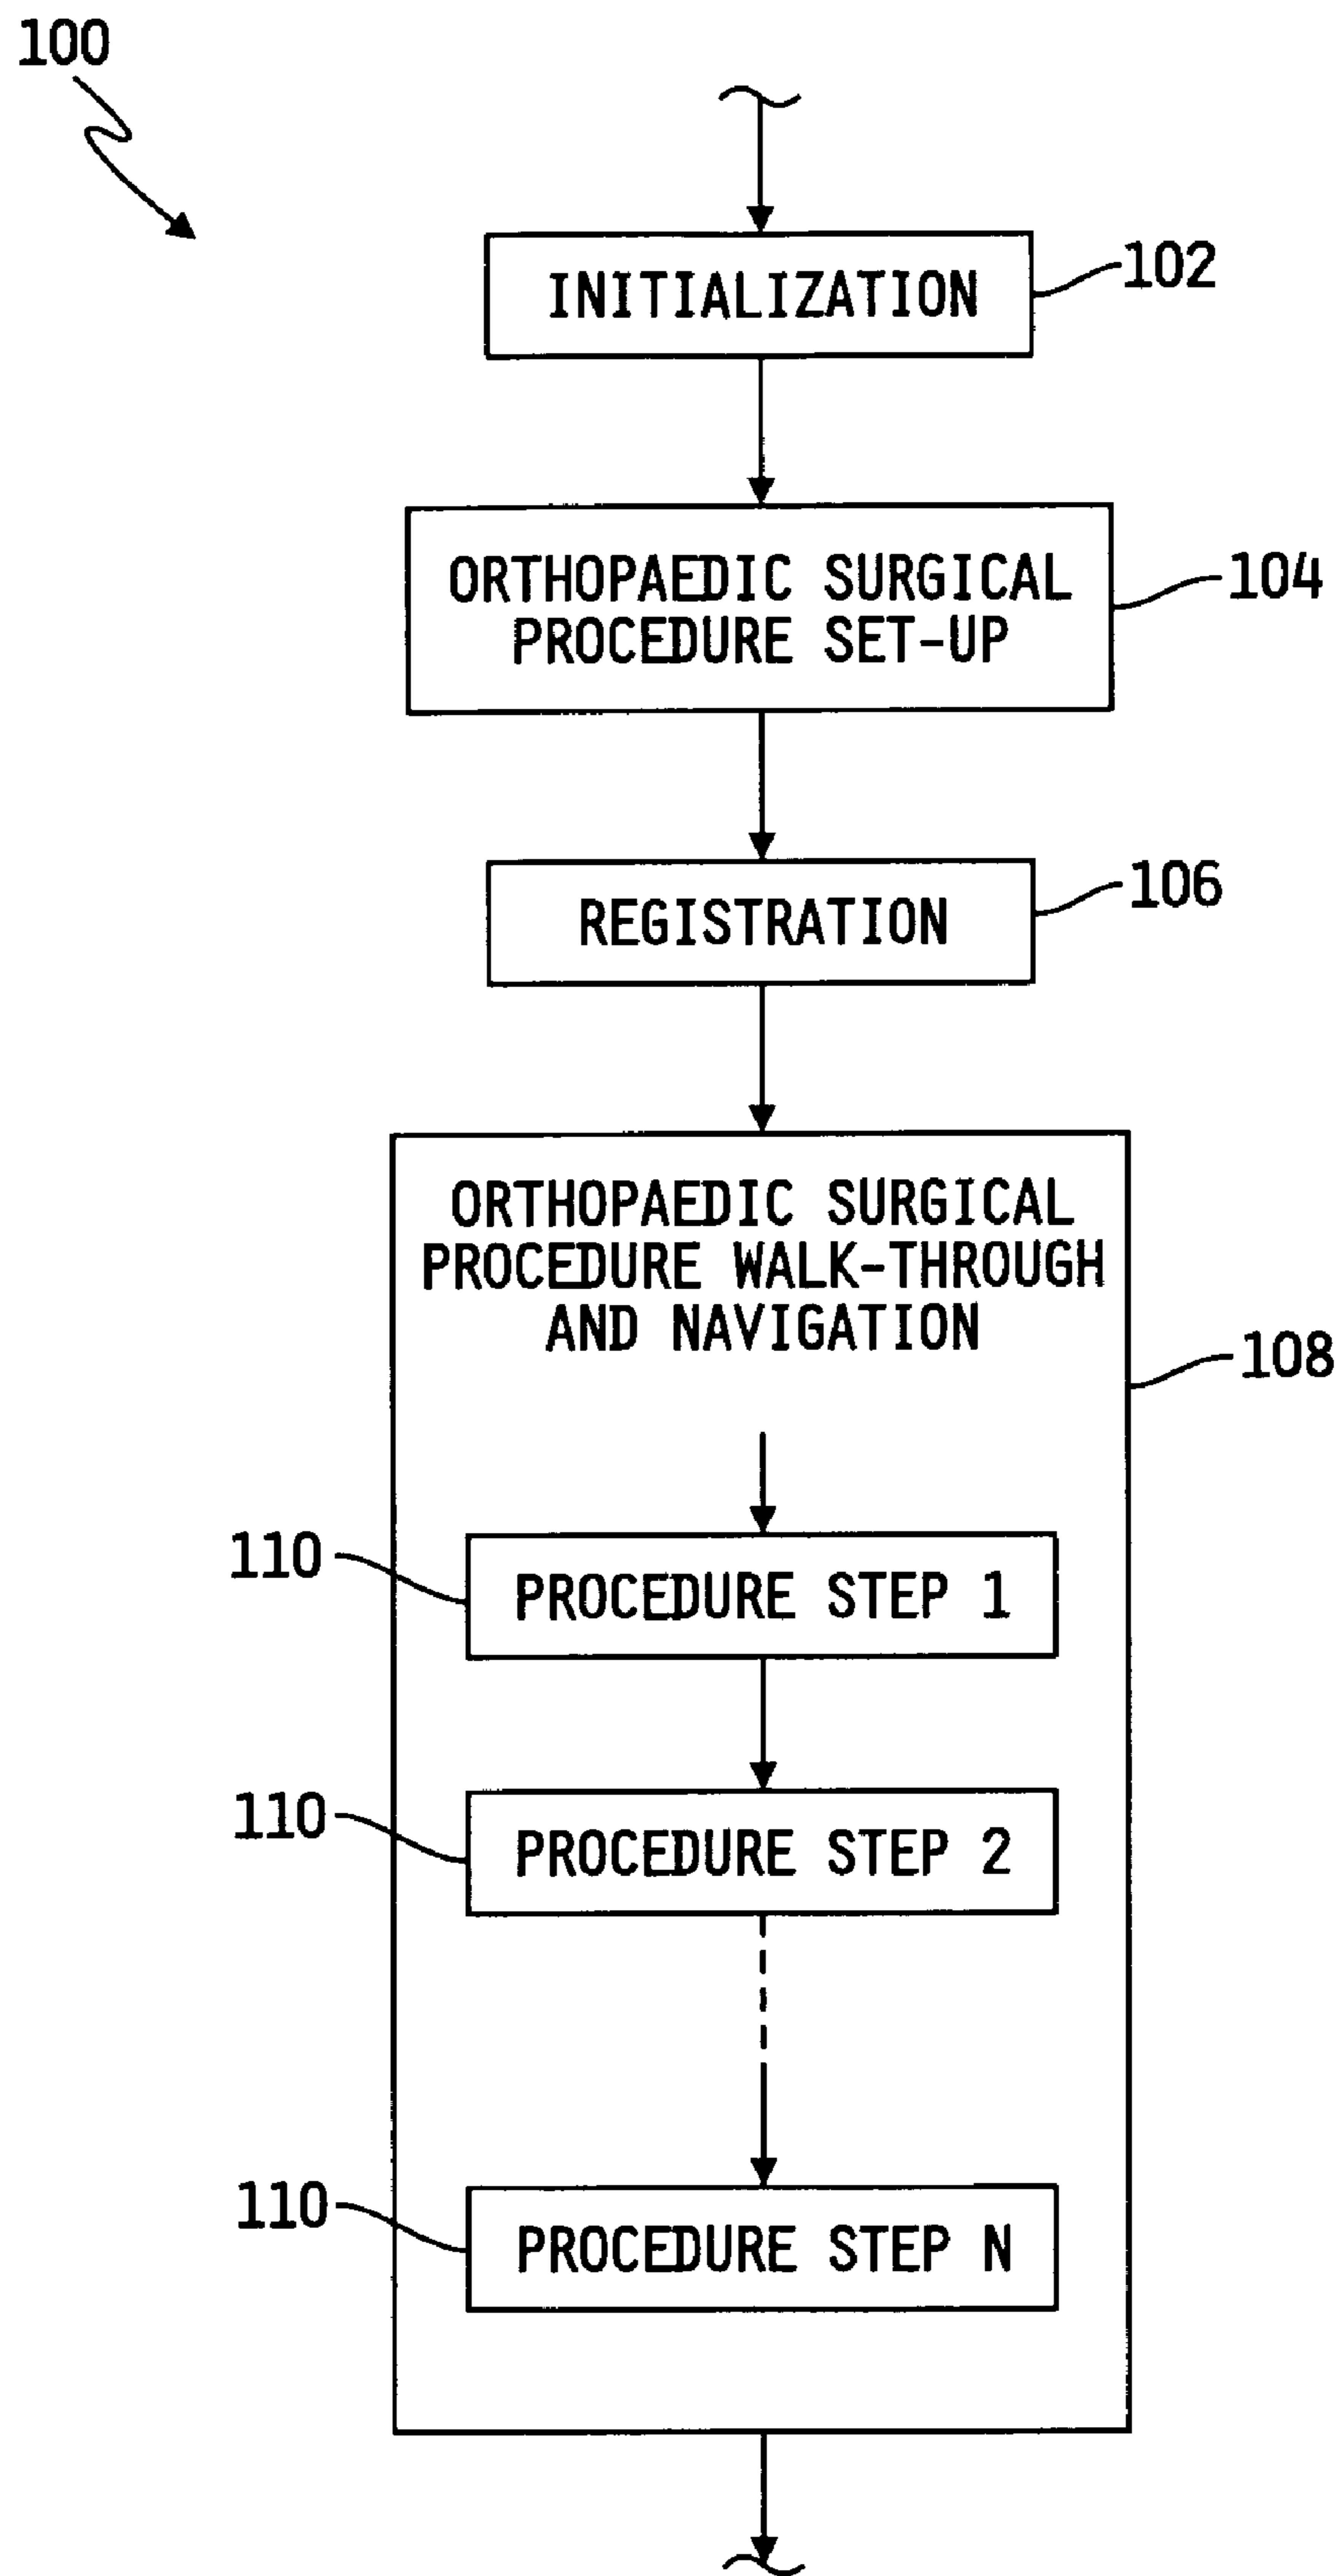 100
INITIALIZATION
102
ORTHOPAEDIC SURGICAL
PROCEDURE SET-UP
104
REGISTRATION
106
ORTHOPAEDIC SURGICAL
PROCEDURE WALK-THROUGH
AND NAVIGATION
108
110
PROCEDURE STEP 1
110
PROCEDURE STEP 2
110
PROCEDURE STEP N